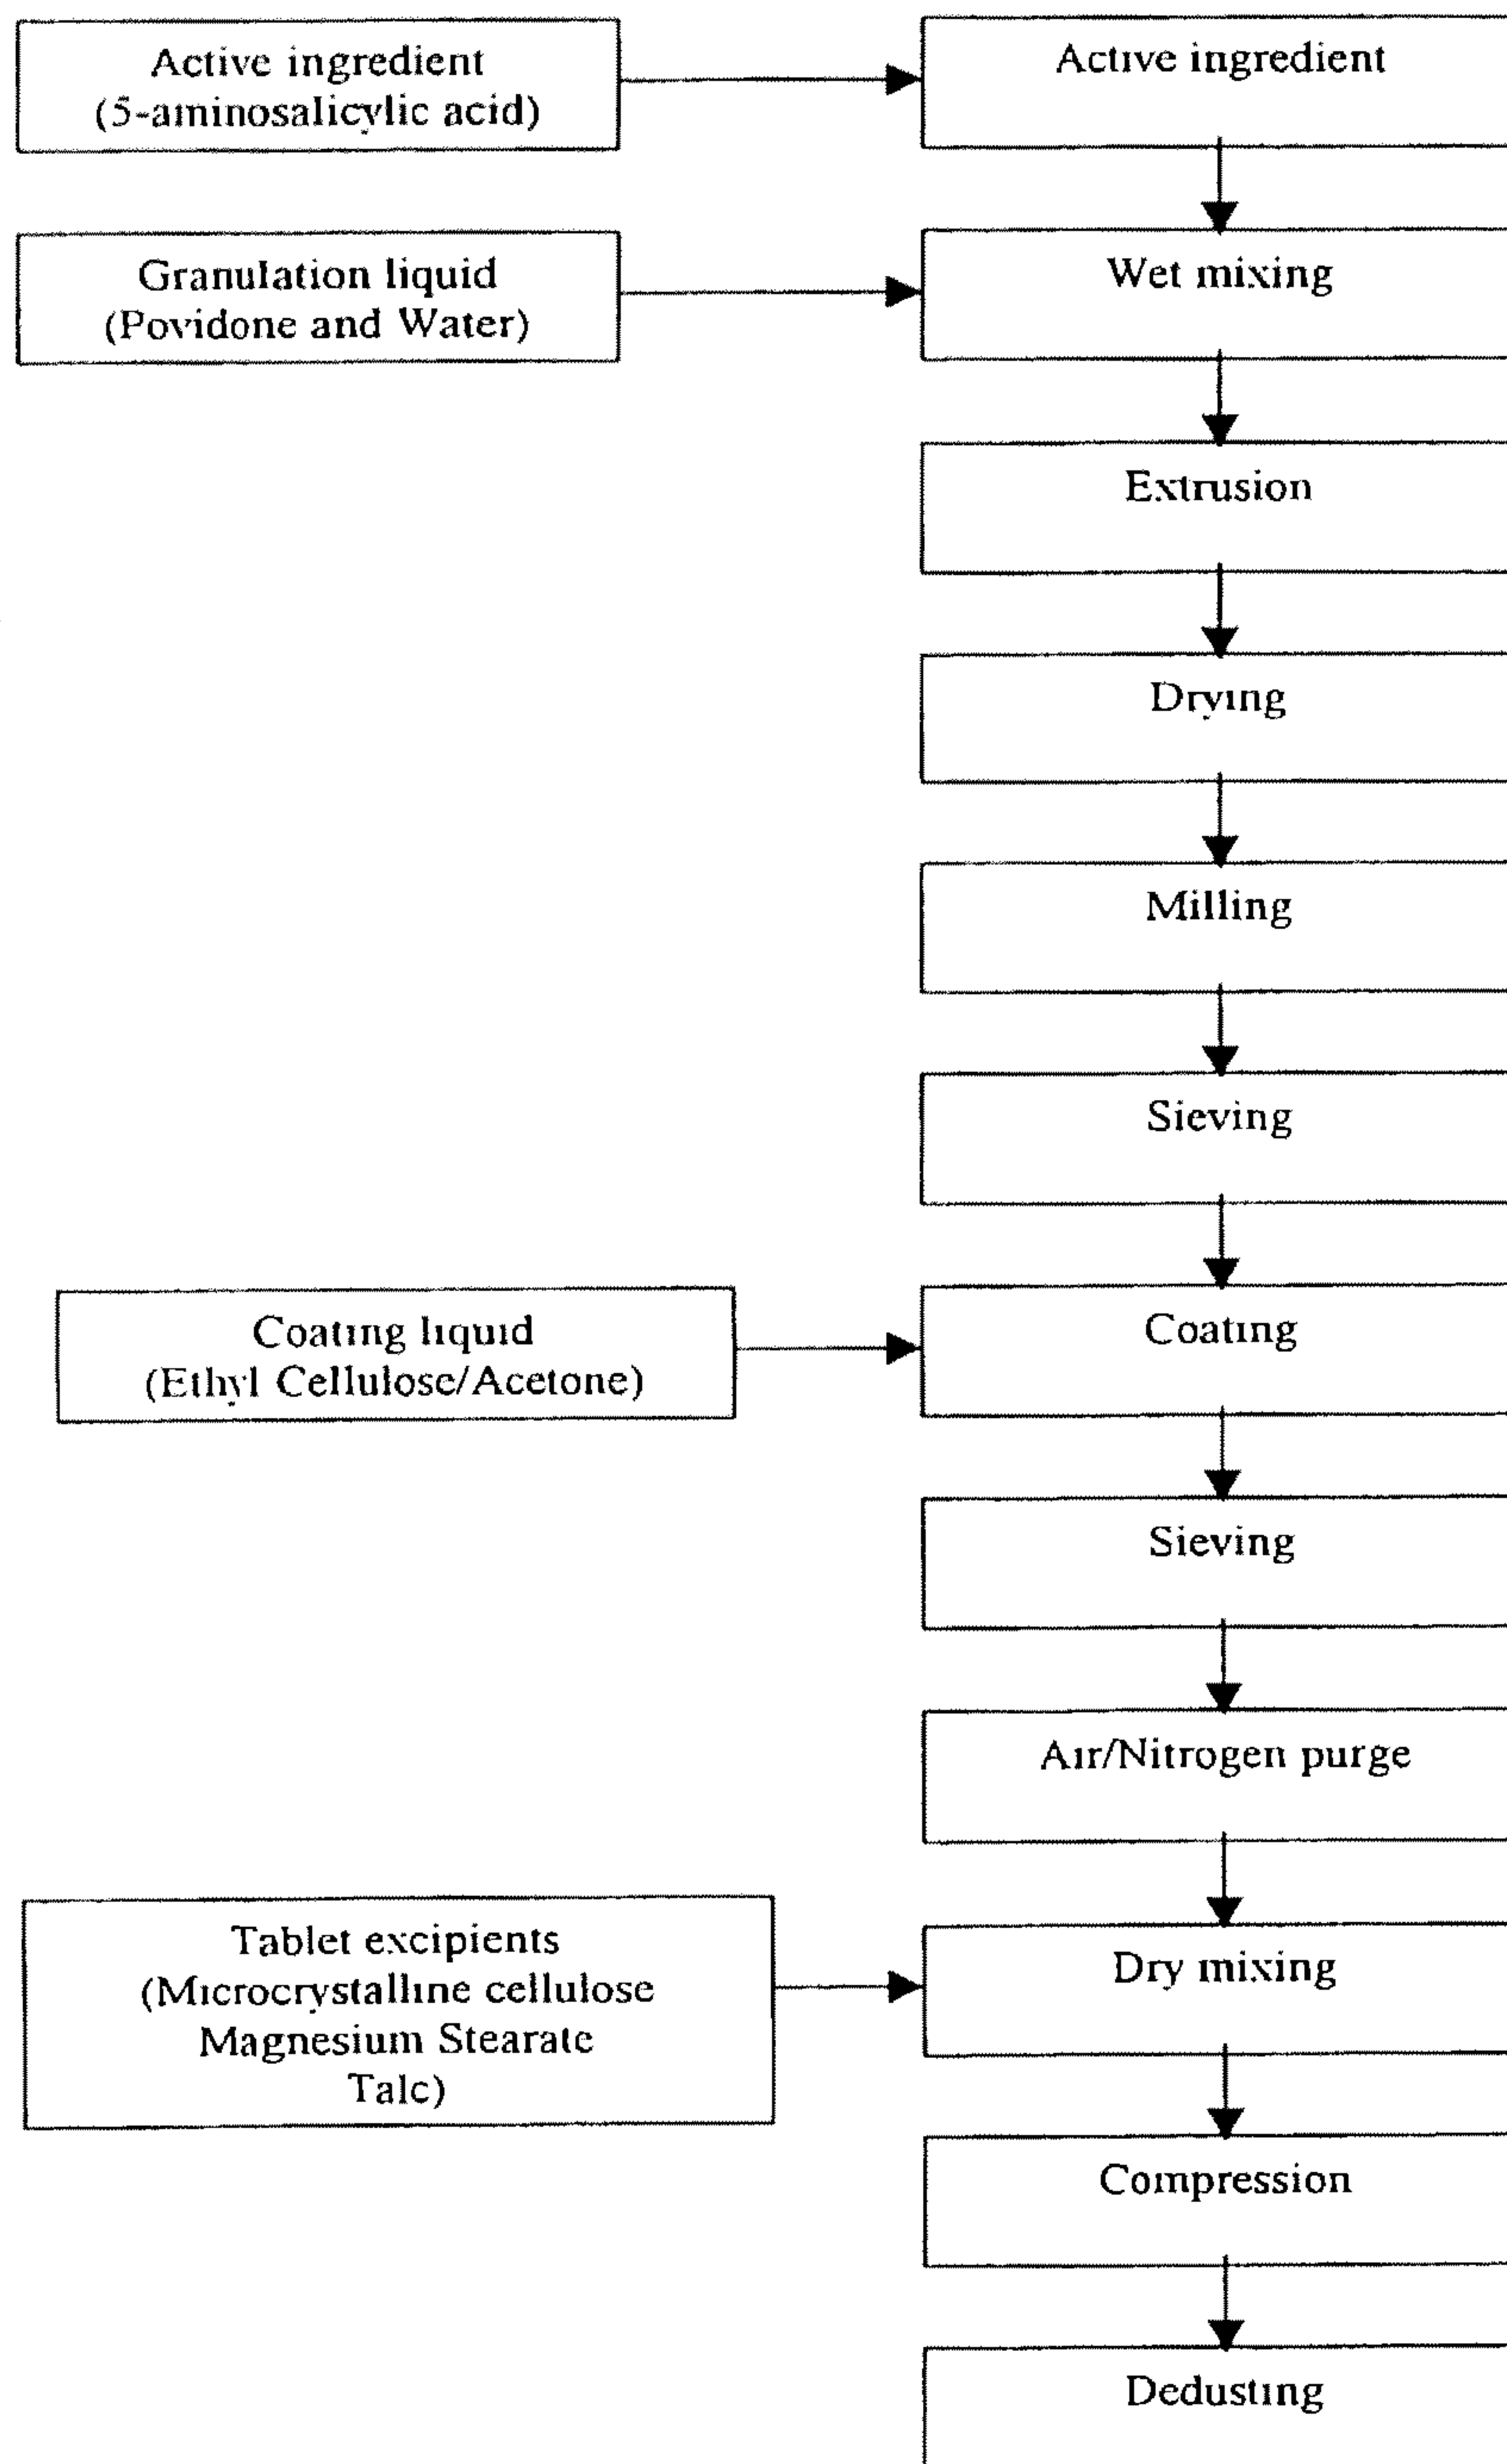 Active ingredient
(5-aminosalicylic acid)
Active ingredient
Granulation liquid
(Povidone and Water)
Wet mixing
Extrusion
Drying
Milling
Sieving
Coating liquid
(Ethyl Cellulose/Acetone)
Coating
Sieving
Air/Nitrogen purge
Tablet excipients
(Microcrystalline cellulose
Magnesium Stearate
Talc)
Dry mixing
Compression
Dedusting